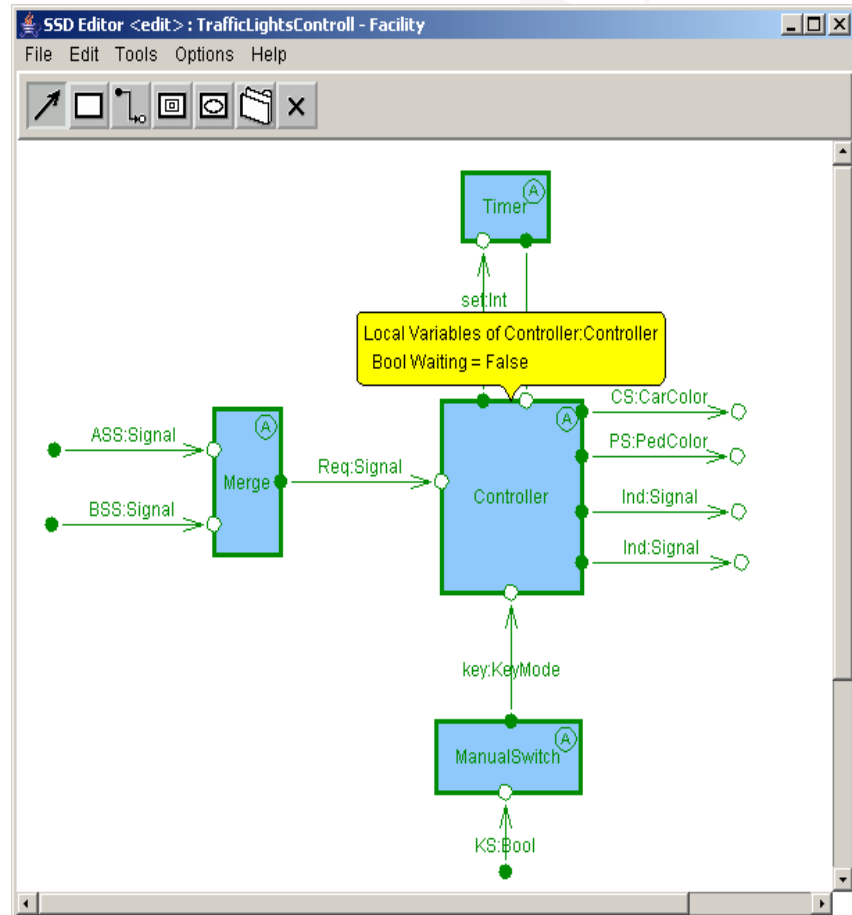 SSD Editor <edit> : TrafficLightsControll - Facility
File Edit Tools Options Help
A
Timer
set:Int
Local Variables of Controller:Controller
Bool Waiting = False
CS:CarColor
A
A
ASS:Signal
PS:PedColor
Req:Signal
Merge
Controller
Ind:Signal
BSS:Signal
Ind:Signal
key:KeyMode
A
ManualSwitch
KS:Bool